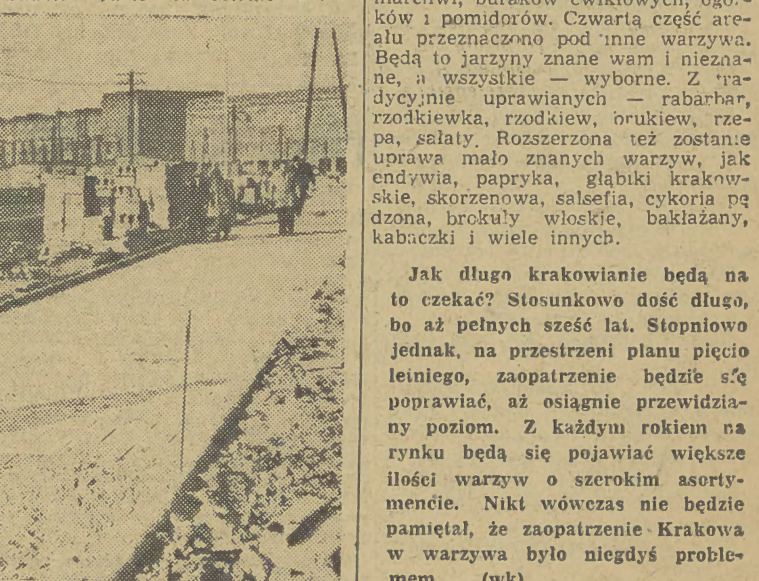 marchwi, buraków ćwikłowych, ogór-
ków i pomidorów. Czwartą część are-
ału przeznaczono pod inne warzywa.
Będą to jarzyny znane wam i niezna-
ne, a wszystkie — wyborne. Z tra-
dycyjnie uprawianych — rabarbar,
rzodkiewka, rzodkiew, brukiew, rze-
pa, sałaty. Rozszerzona też zostanie
uprawa mało znanych warzyw, jak
endywia, papryka, głąbiki krakow-
skie, skorzenowa, salsefia, cykoria pę
dzona, brokuly włoskie, bakłażany,
kabaczki i wiele innych.
Jak długo krakowianie będą na
to czekać? Stosunkowo dość długo,
bo aż pełnych sześć lat. Stopniowo
jednak, na przestrzeni planu pięcio
letniego, zaopatrzenie będzie się
poprawiać, aż osiągnie przewidzia-
ny poziom. Z każdym rokiem na
rynku będą się pojawiać większe
ilości warzyw o szerokim asorty-
mencie. Nikt wówczas nie będzie
pamiętał, że zaopatrzenie Krakowa
w warzywa było niegdyś proble-
mem. (wk)